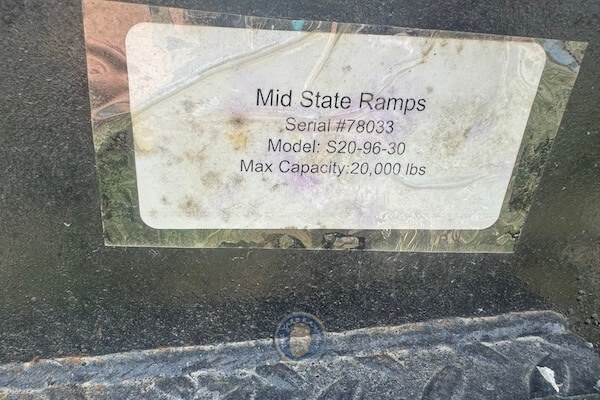 Mid State Ramps
Serial #78033
Model: S20-96-30
Max Capacity:20,000 lbs